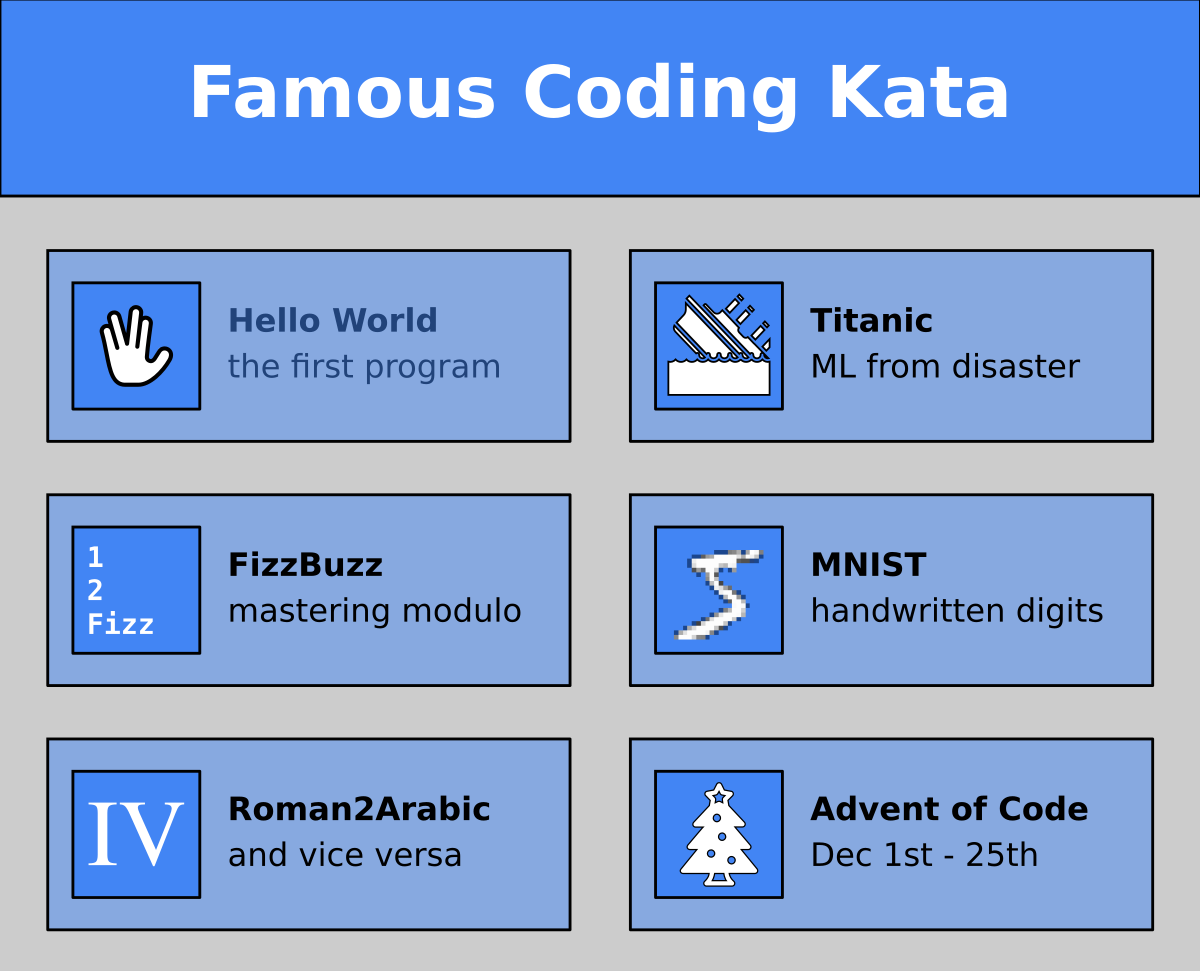 Famous Coding Kata
Hello World
the first program
Titanic
ML from disaster
1
2
Fizz
FizzBuzz
mastering modulo
MNIST
handwritten digits
IV
Roman2Arabic
and vice versa
Advent of Code
Dec 1st - 25th